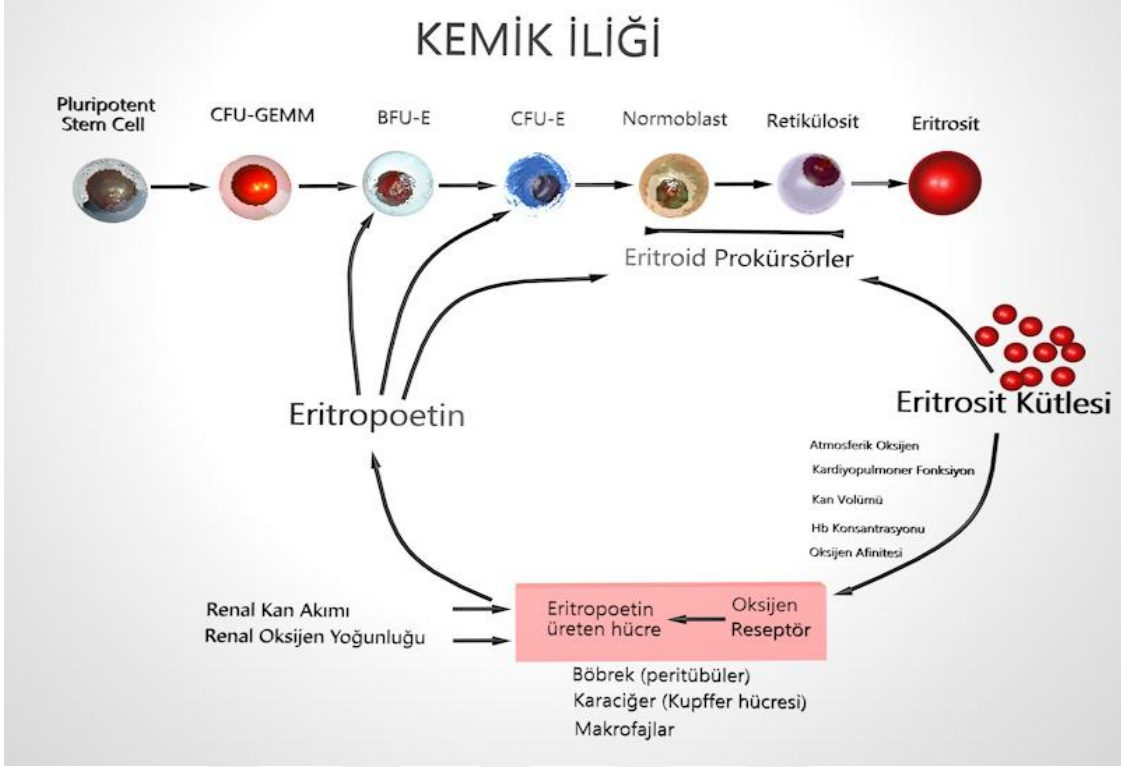 KEMİK İLİĞİ
Pluripotent
Stem Cell
CFU-GEMM
BFU-E
CFU-E
Normoblast
Retikülosit
Eritrosit
Eritroid Prokürsörler
Eritropoetin
Eritrosit Kütlesi
Atmosferik Oksijen
Kardiyopulmoner Fonksiyon
Kan Volümü
Hb Konsantrasyonu
Oksijen Afinitesi
Renal Kan Akımı
Renal Oksijen Yoğunluğu
Eritropoetin
üreten hücre
Oksijen
Reseptör
Böbrek (peritübüler)
Karaciğer (Kupffer hücresi)
Makrofajlar